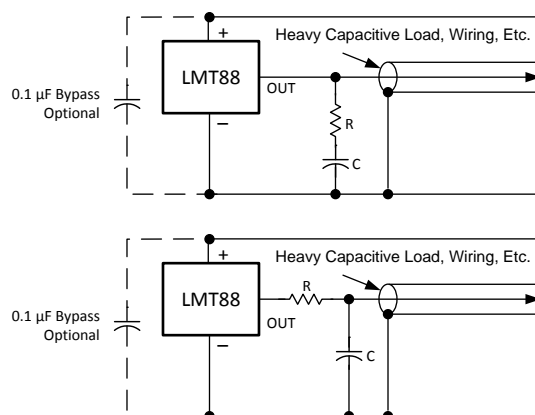 Heavy Capacitive Load, Wiring, Etc.
+
LMT88
OUT
0.1 µF Bypass
Optional
R
−
C
Heavy Capacitive Load, Wiring, Etc.
+
R
LMT88
OUT
0.1 µF Bypass
Optional
−
C